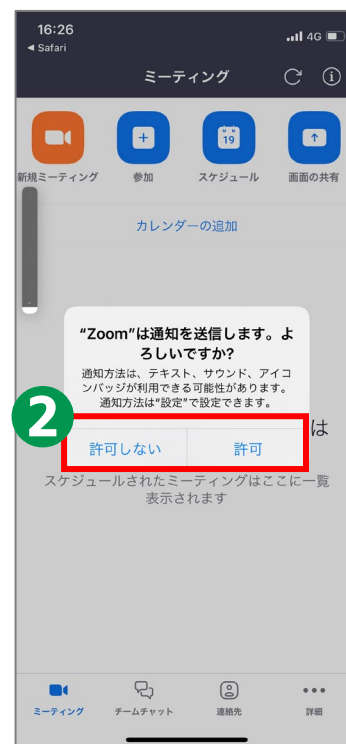 16:26
4G
◀ Safari
ミーティング
19
新規ミーティング
参加
スケジュール
画面の共有
カレンダーの追加
“Zoom”は通知を送信します。よ
ろしいですか?
通知方法は、テキスト、サウンド、アイコ
ンバッジが利用できる可能性があります。
通知方法は“設定”で設定できます。
2
は
許可しない
許可
スケジュールされたミーティングはここに一覧
表示されます
ミーティング
チームチャット
連絡先
詳細